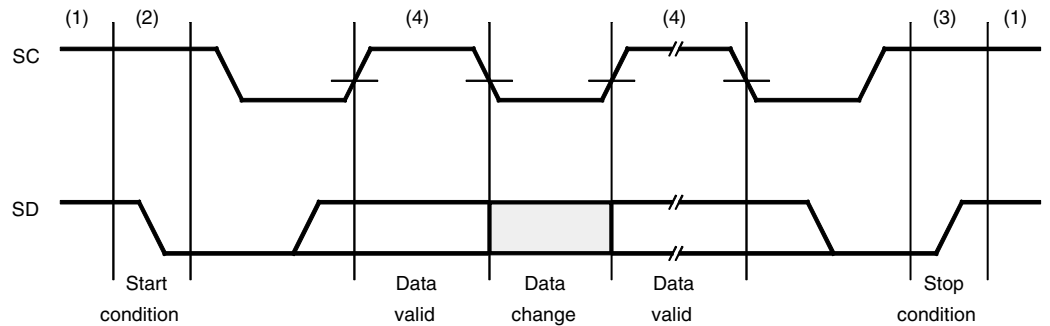 (1) (2) (4) (4) (3) (1)
SC
SD
Start condition
Data valid
Data change
Data valid
Stop condition